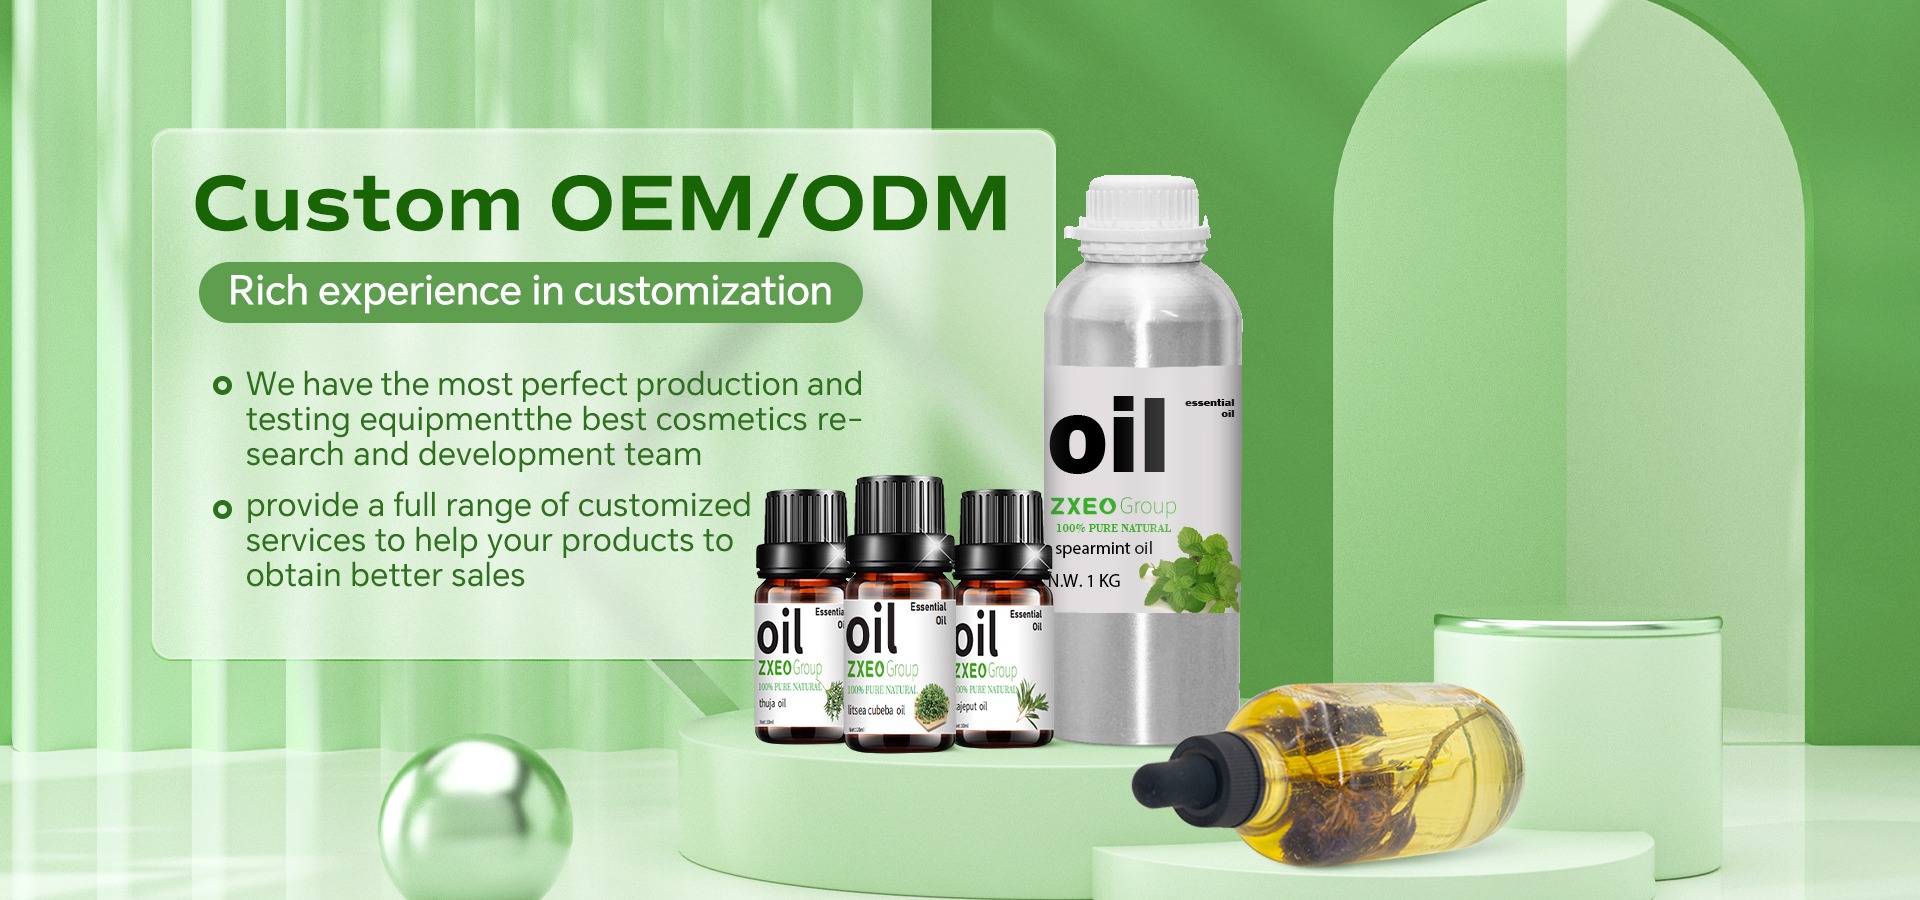 Custom OEM/ODM
Rich experience in customization
We have the most perfect production and
testing equipmentthe best cosmetics re-
search and development team
provide a full range of customized
services to help your products to
obtain better sales
oil
essential
oil
ZXEO Group
100% PURE NATURAL
spearmint oil
N.W. 1 KG
oil
Essential
Oil
ZXEO Group
100% PURE NATURAL
thuja oil
oil
Essential
Oil
ZXEO Group
100% PURE NATURAL
litsea cubeba oil
oil
Essential
Oil
ZXEO Group
100% PURE NATURAL
ajeput oil